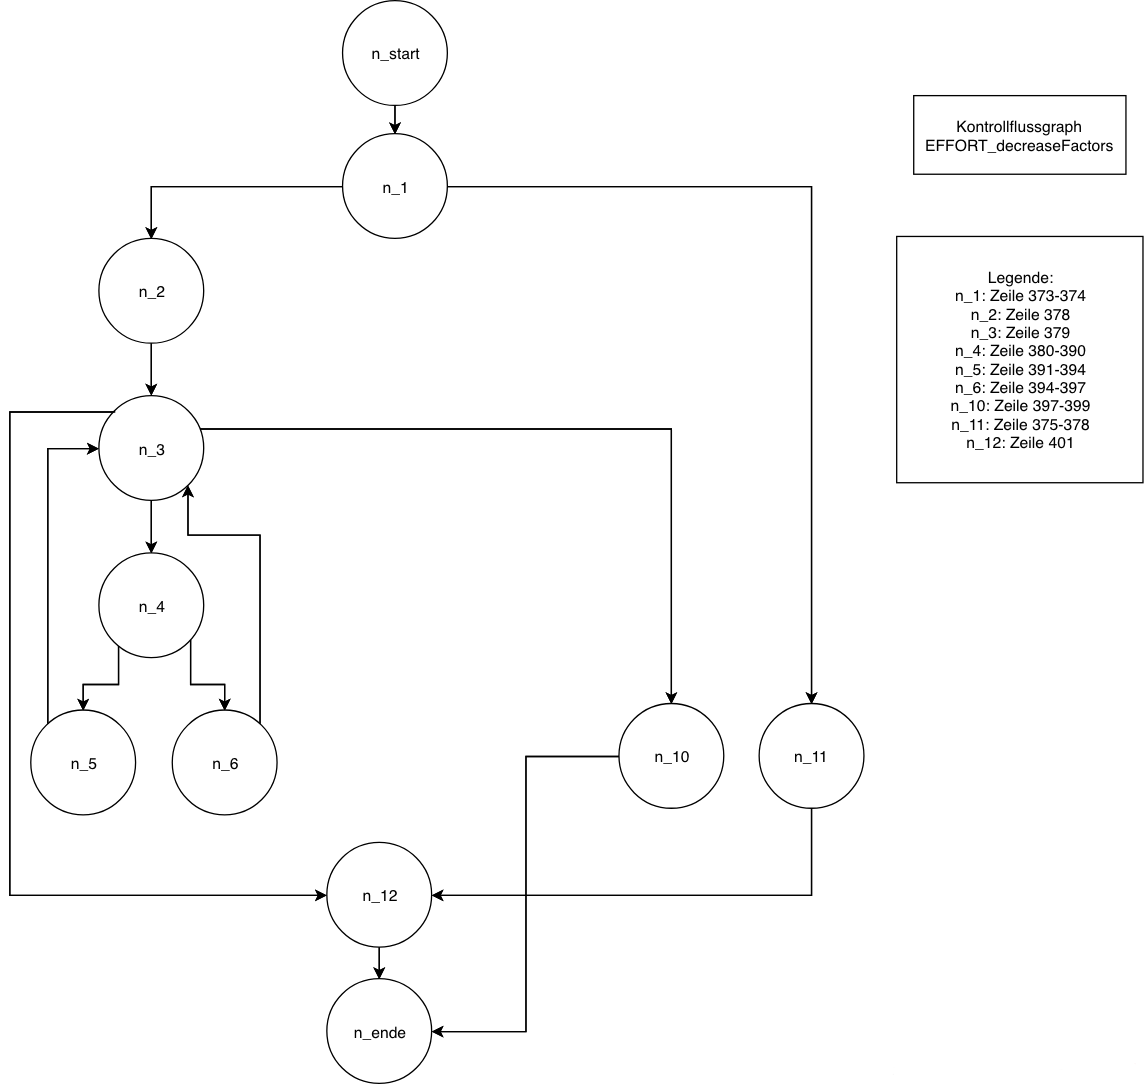 n_start
Kontrollflussgraph
EFFORT_decreaseFactors
n_1
n_2
Legende:
n_1: Zeile 373-374
n_2: Zeile 378
n_3: Zeile 379
n_4: Zeile 380-390
n_5: Zeile 391-394
n_6: Zeile 394-397
n_10: Zeile 397-399
n_11: Zeile 375-378
n_12: Zeile 401
n_3
n_4
n_5
n_6
n_10
n_11
n_12
n_ende